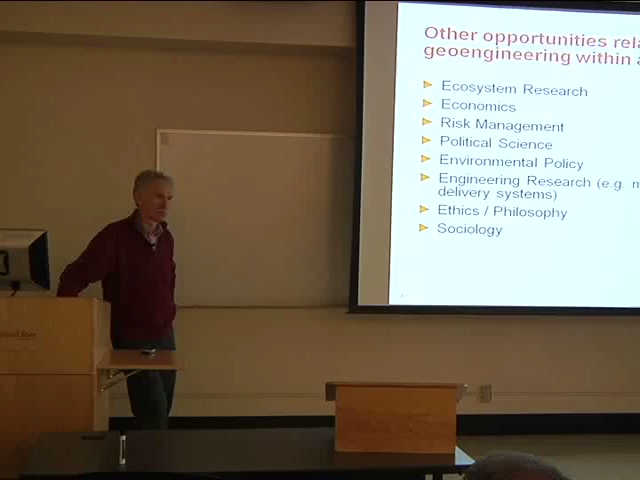 Other opportunities rela
geoengineering within a
Ecosystem Research
Economics
Risk Management
Political Science
Environmental Policy
Engineering Research (e.g. m
delivery systems)
Ethics / Philosophy
Sociology